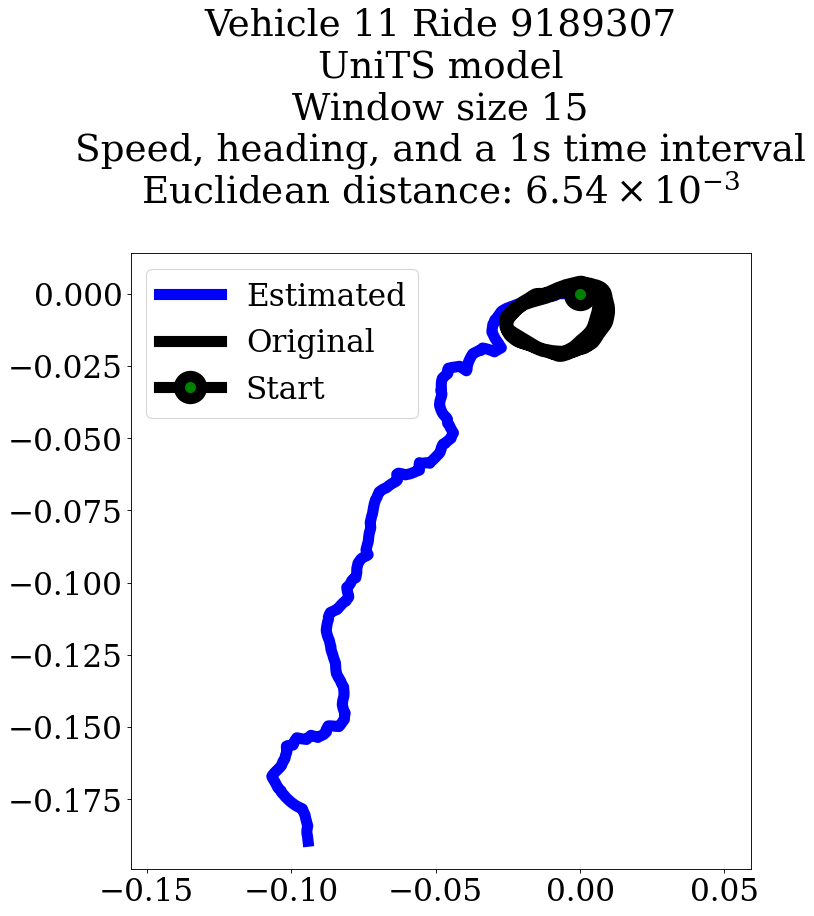 Vehicle 11 Ride 9189307
UniTS model
Window size 15
Speed, heading, and a 1s time interval
Euclidean distance: 6.54 × 10⁻³
Estimated
Original
Start
0.000
−0.025
−0.050
−0.075
−0.100
−0.125
−0.150
−0.175
−0.15 −0.10 −0.05 0.00 0.05